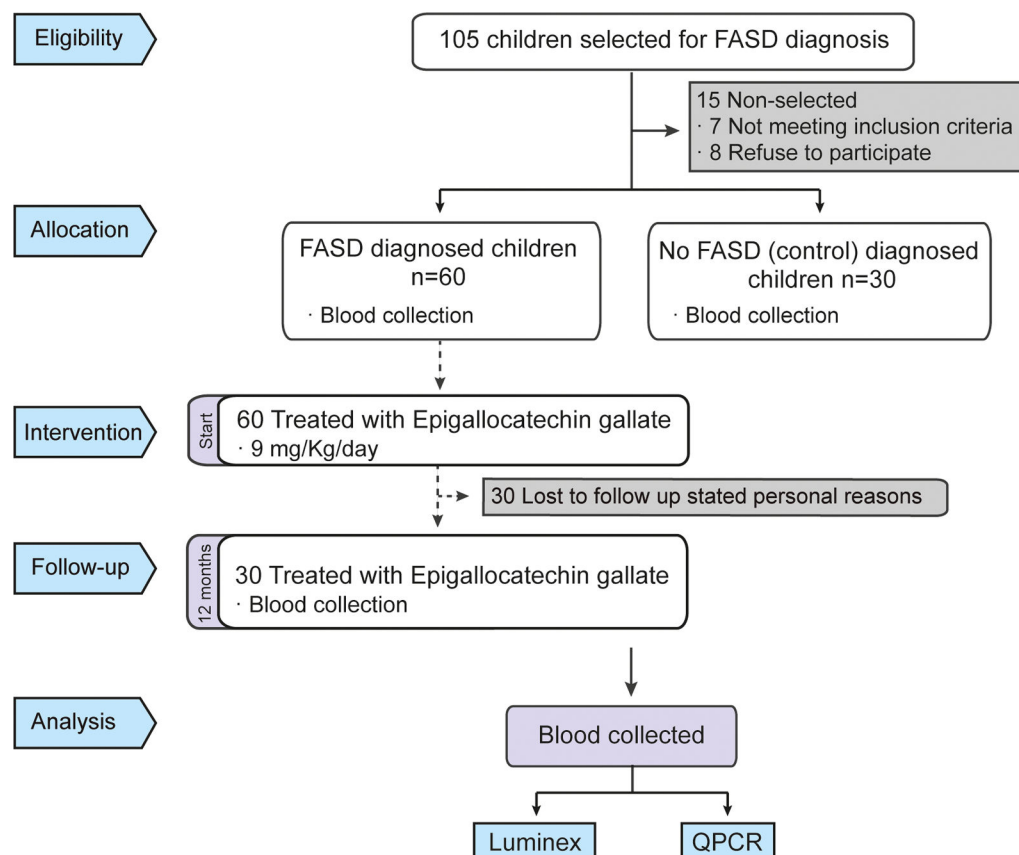 Eligibility
105 children selected for FASD diagnosis
15 Non-selected
· 7 Not meeting inclusion criteria
· 8 Refuse to participate
Allocation
FASD diagnosed children
n=60
· Blood collection
No FASD (control) diagnosed
children n=30
· Blood collection
Intervention
Start
60 Treated with Epigallocatechin gallate
· 9 mg/Kg/day
30 Lost to follow up stated personal reasons
Follow-up
12 months
30 Treated with Epigallocatechin gallate
· Blood collection
Analysis
Blood collected
Luminex
QPCR